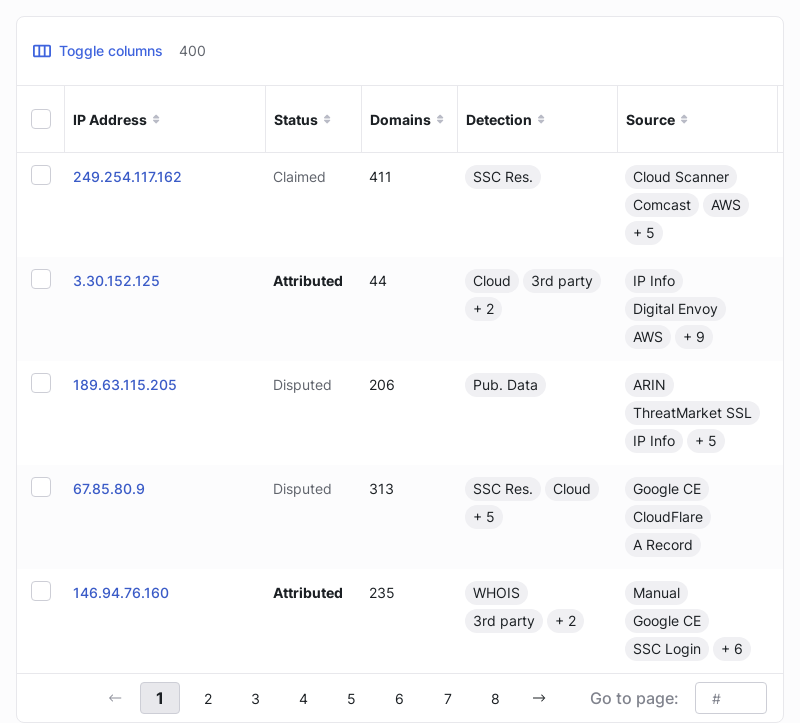 Toggle columns 400
IP Address Status Domains Detection Source
249.254.117.162 Claimed 411 SSC Res. Cloud Scanner
Comcast AWS
+ 5
3.30.152.125 Attributed 44 Cloud 3rd party IP Info
+ 2 Digital Envoy
AWS + 9
189.63.115.205 Disputed 206 Pub. Data ARIN
ThreatMarket SSL
IP Info + 5
67.85.80.9 Disputed 313 SSC Res. Cloud Google CE
+ 5 CloudFlare
A Record
146.94.76.160 Attributed 235 WHOIS Manual
3rd party + 2 Google CE
SSC Login + 6
← 1 2 3 4 5 6 7 8 → Go to page: #